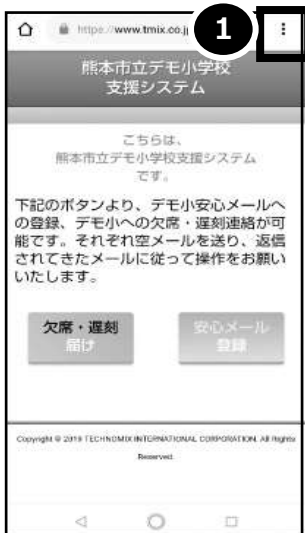 https://www.tmix.co.j
1
熊本市立デモ小学校
支援システム
こちらは、
熊本市立デモ小学校支援システム
です。
下記のボタンより、デモ小安心メールへ
の登録、デモ小への欠席・遅刻連絡が可
能です。それぞれ空メールを送り、返信
されてきたメールに従って操作をお願い
いたします。
欠席・遅刻
届け
安心メール
登録
Copyright © 2019 TECHNOMIX INTERNATIONAL CORPORATION. All Rights
Reserved.